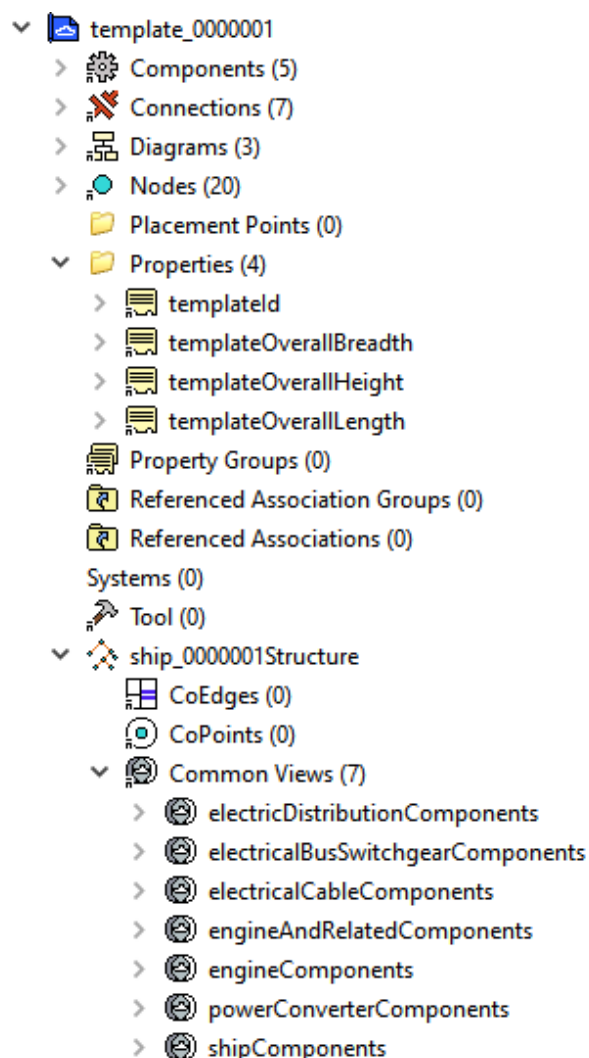 template_0000001
Components (5)
Connections (7)
Diagrams (3)
Nodes (20)
Placement Points (0)
Properties (4)
templateId
templateOverallBreadth
templateOverallHeight
templateOverallLength
Property Groups (0)
Referenced Association Groups (0)
Referenced Associations (0)
Systems (0)
Tool (0)
ship_0000001Structure
CoEdges (0)
CoPoints (0)
Common Views (7)
electricDistributionComponents
electricalBusSwitchgearComponents
electricalCableComponents
engineAndRelatedComponents
engineComponents
powerConverterComponents
shipComponents